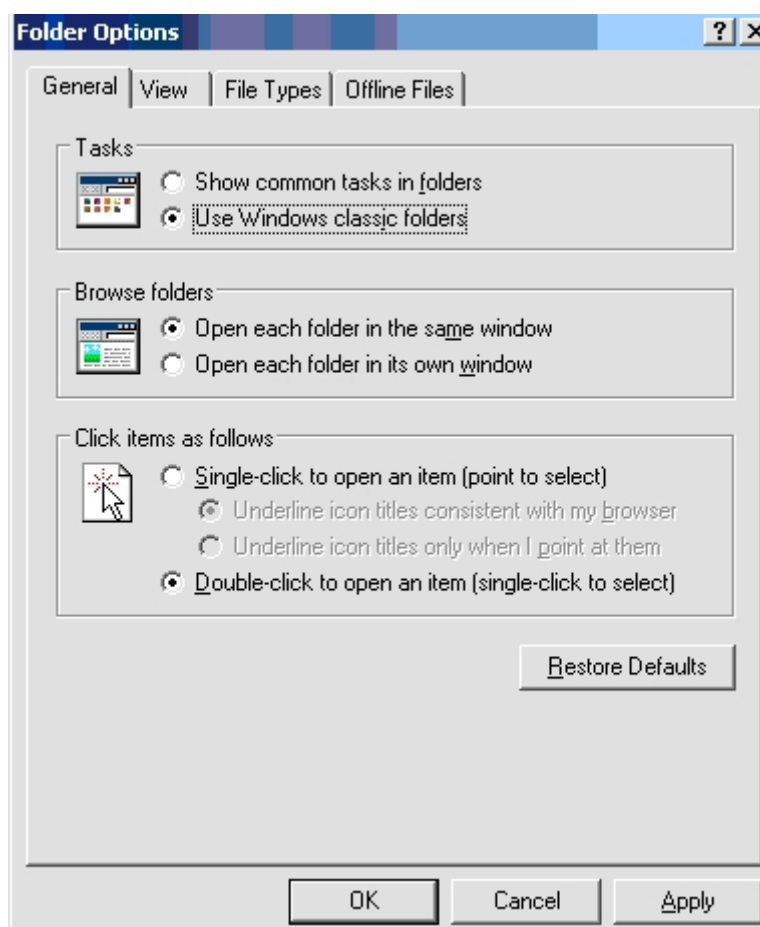 Folder Options
General View File Types Offline Files
Tasks
Show common tasks in folders
Use Windows classic folders
Browse folders
Open each folder in the same window
Open each folder in its own window
Click items as follows
Single-click to open an item (point to select)
Underline icon titles consistent with my browser
Underline icon titles only when I point at them
Double-click to open an item (single-click to select)
Restore Defaults
OK Cancel Apply